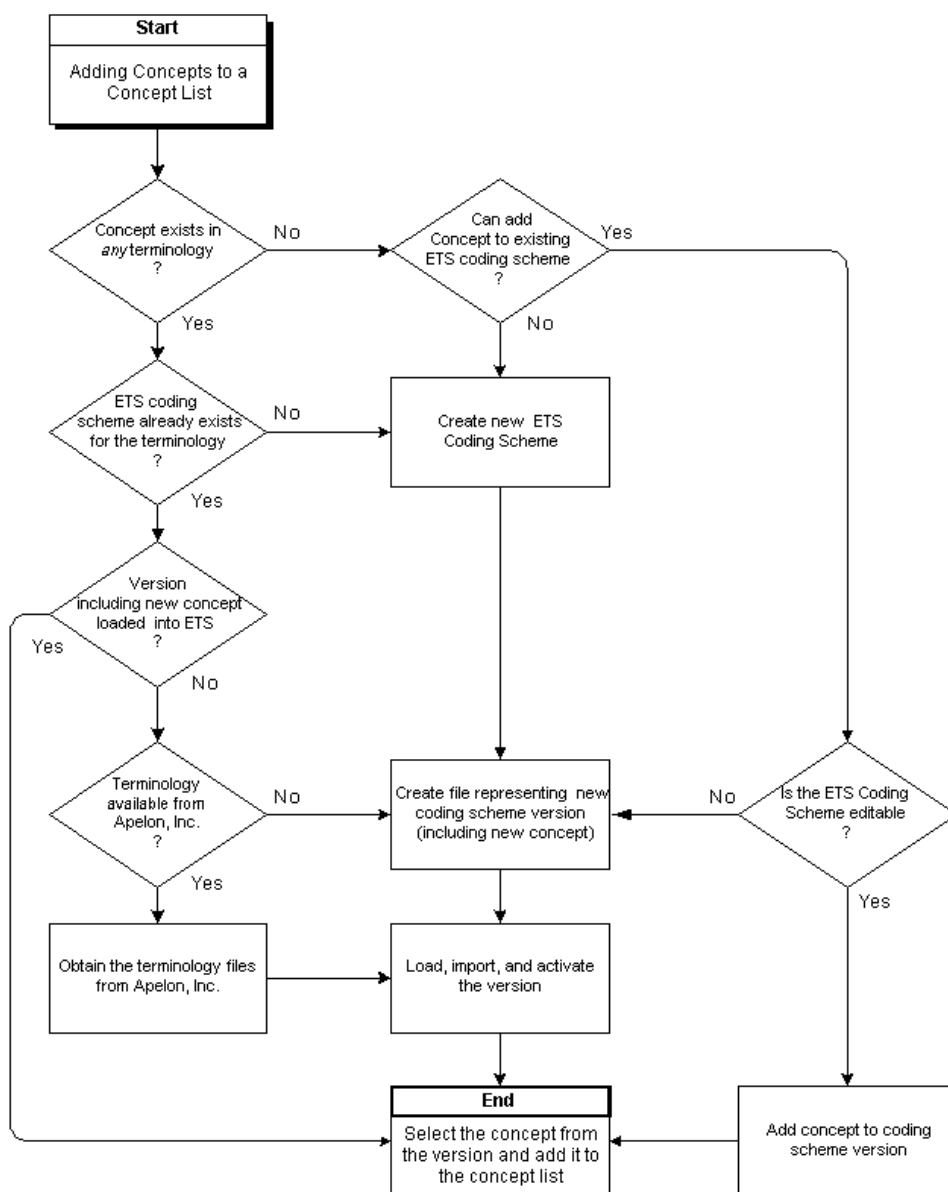 Start
Adding Concepts to a
Concept List
Concept exists in
any terminology
?
No
Yes
Can add
Concept to existing
ETS coding scheme
?
Yes
No
ETS coding
scheme already exists
for the terminology
?
No
Yes
Create new ETS
Coding Scheme
Version
including new concept
loaded into ETS
?
Yes
No
Terminology
available from
Apelon, Inc.
?
No
Yes
Create file representing new
coding scheme version
(including new concept)
No
Is the ETS Coding
Scheme editable
?
Yes
Obtain the terminology files
from Apelon, Inc.
Load, import, and activate
the version
End
Select the concept from
the version and add it to
the concept list
Add concept to coding
scheme version